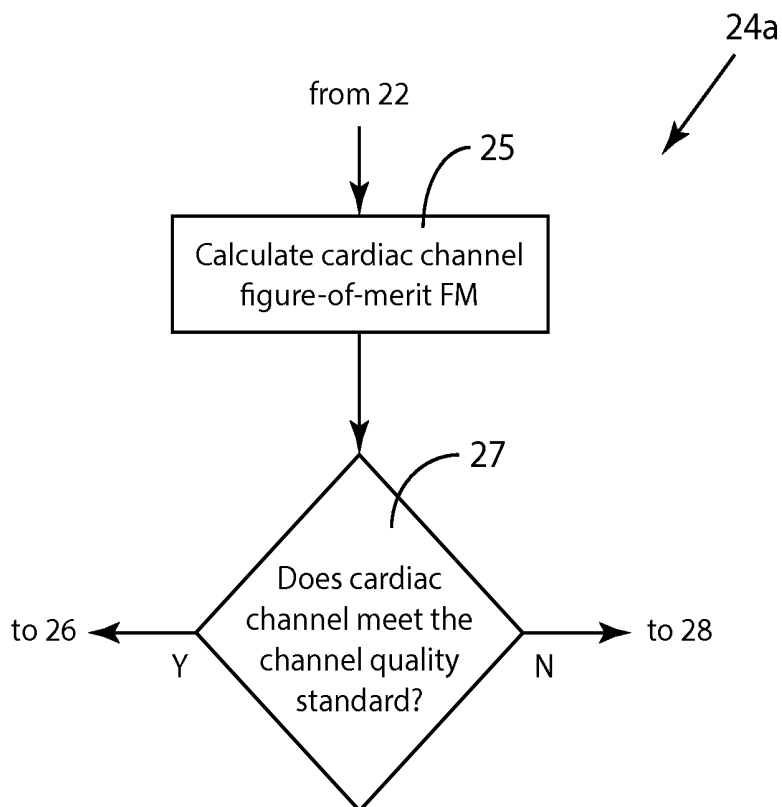 24a
from 22
25
Calculate cardiac channel
figure-of-merit FM
27
Does cardiac
channel meet the
channel quality
standard?
to 26
Y
N
to 28